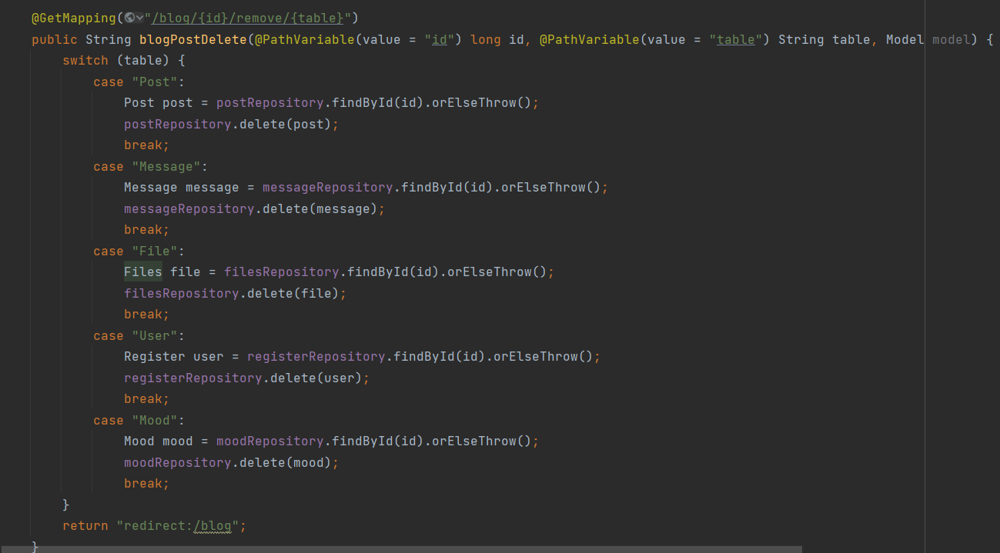 @GetMapping("/blog/{id}/remove/{table}")
public String blogPostDelete(@PathVariable(value = "id") long id, @PathVariable(value = "table") String table, Model model) {
    switch (table) {
        case "Post":
            Post post = postRepository.findById(id).orElseThrow();
            postRepository.delete(post);
            break;
        case "Message":
            Message message = messageRepository.findById(id).orElseThrow();
            messageRepository.delete(message);
            break;
        case "File":
            Files file = filesRepository.findById(id).orElseThrow();
            filesRepository.delete(file);
            break;
        case "User":
            Register user = registerRepository.findById(id).orElseThrow();
            registerRepository.delete(user);
            break;
        case "Mood":
            Mood mood = moodRepository.findById(id).orElseThrow();
            moodRepository.delete(mood);
            break;
    }
    return "redirect:/blog";
}